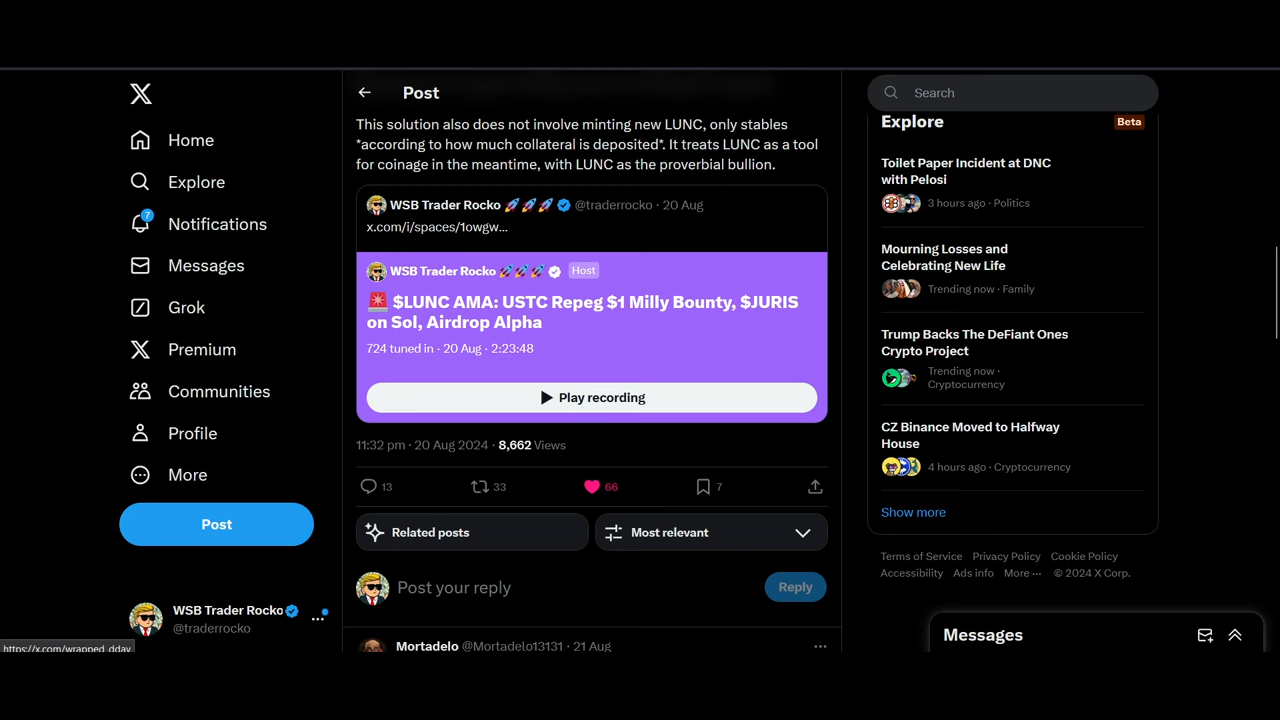 Home
Explore
7
Notifications
Messages
Grok
Premium
Communities
Profile
More
Post
WSB Trader Rocko
@traderrocko
https://x.com/wrapped_dday
Post
This solution also does not involve minting new LUNC, only stables
*according to how much collateral is deposited*. It treats LUNC as a tool
for coinage in the meantime, with LUNC as the proverbial bullion.
WSB Trader Rocko 🚀🚀🚀 @traderrocko · 20 Aug
x.com/i/spaces/1owgw...
WSB Trader Rocko 🚀🚀🚀 Host
🚨 $LUNC AMA: USTC Repeg $1 Milly Bounty, $JURIS
on Sol, Airdrop Alpha
724 tuned in · 20 Aug · 2:23:48
Play recording
11:32 pm · 20 Aug 2024 · 8,662 Views
13 33 66 7
Related posts
Most relevant
Post your reply
Reply
Mortadelo @Mortadelo13131 · 21 Aug
Search
Explore
Beta
Toilet Paper Incident at DNC
with Pelosi
3 hours ago · Politics
Mourning Losses and
Celebrating New Life
Trending now · Family
Trump Backs The DeFiant Ones
Crypto Project
Trending now ·
Cryptocurrency
CZ Binance Moved to Halfway
House
4 hours ago · Cryptocurrency
Show more
Terms of Service Privacy Policy Cookie Policy
Accessibility Ads info More ··· © 2024 X Corp.
Messages